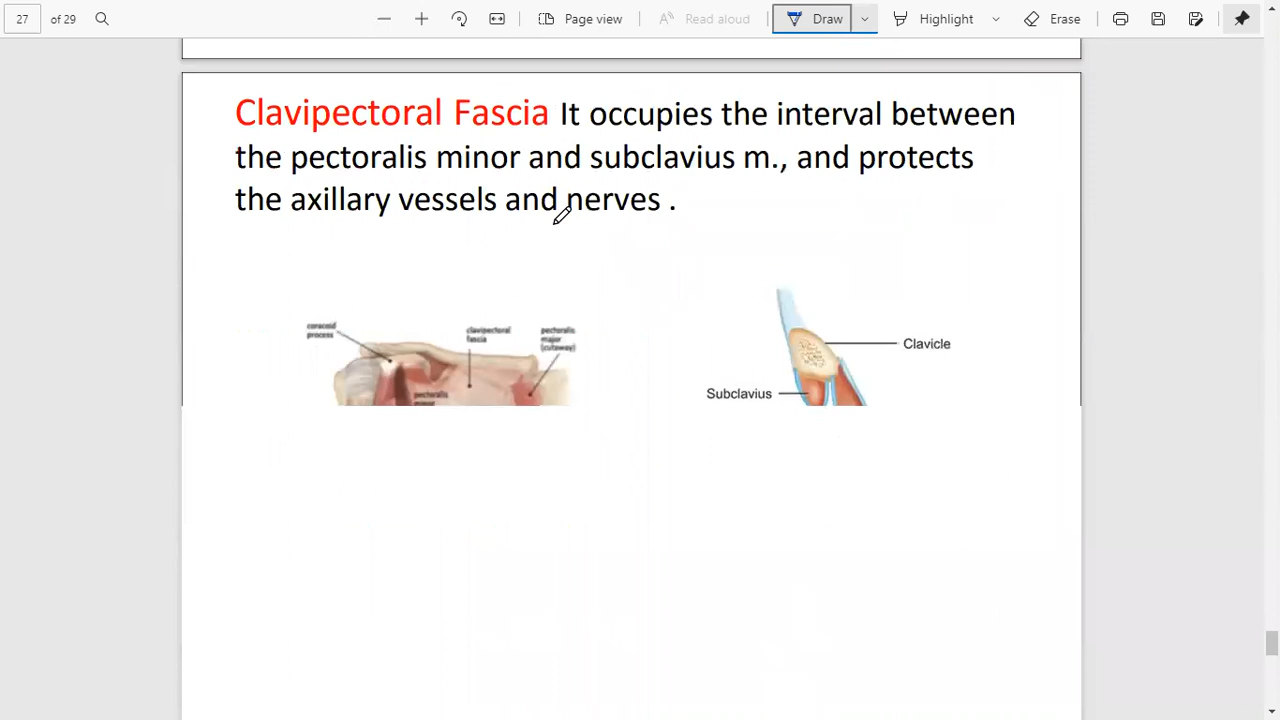 27 of 29 Page view Read aloud Draw Highlight Erase
Clavipectoral Fascia It occupies the interval between
the pectoralis minor and subclavius m., and protects
the axillary vessels and nerves .
coracoid
process
clavipectoral
fascia
pectoralis
major
(cutaway)
pectoralis
minor
Clavicle
Subclavius